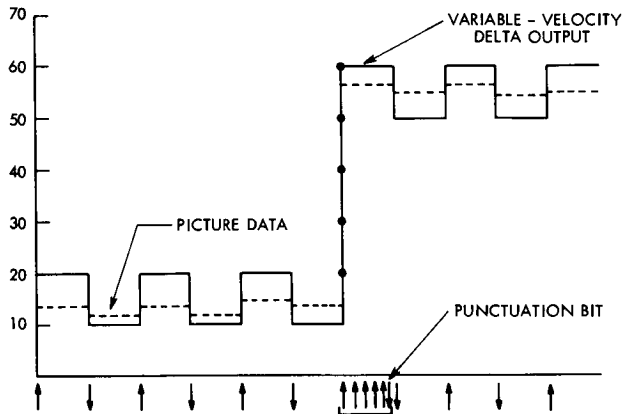 70
VARIABLE - VELOCITY
DELTA OUTPUT
60
50
40
30
PICTURE DATA
20
10
PUNCTUATION BIT